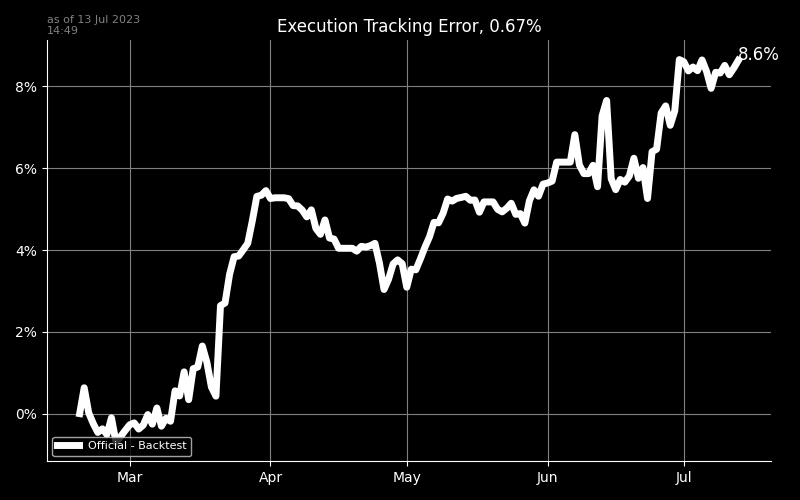 as of 13 Jul 2023
14:49
Execution Tracking Error, 0.67%
8.6%
8%
6%
4%
2%
0%
Official - Backtest
Mar Apr May Jun Jul